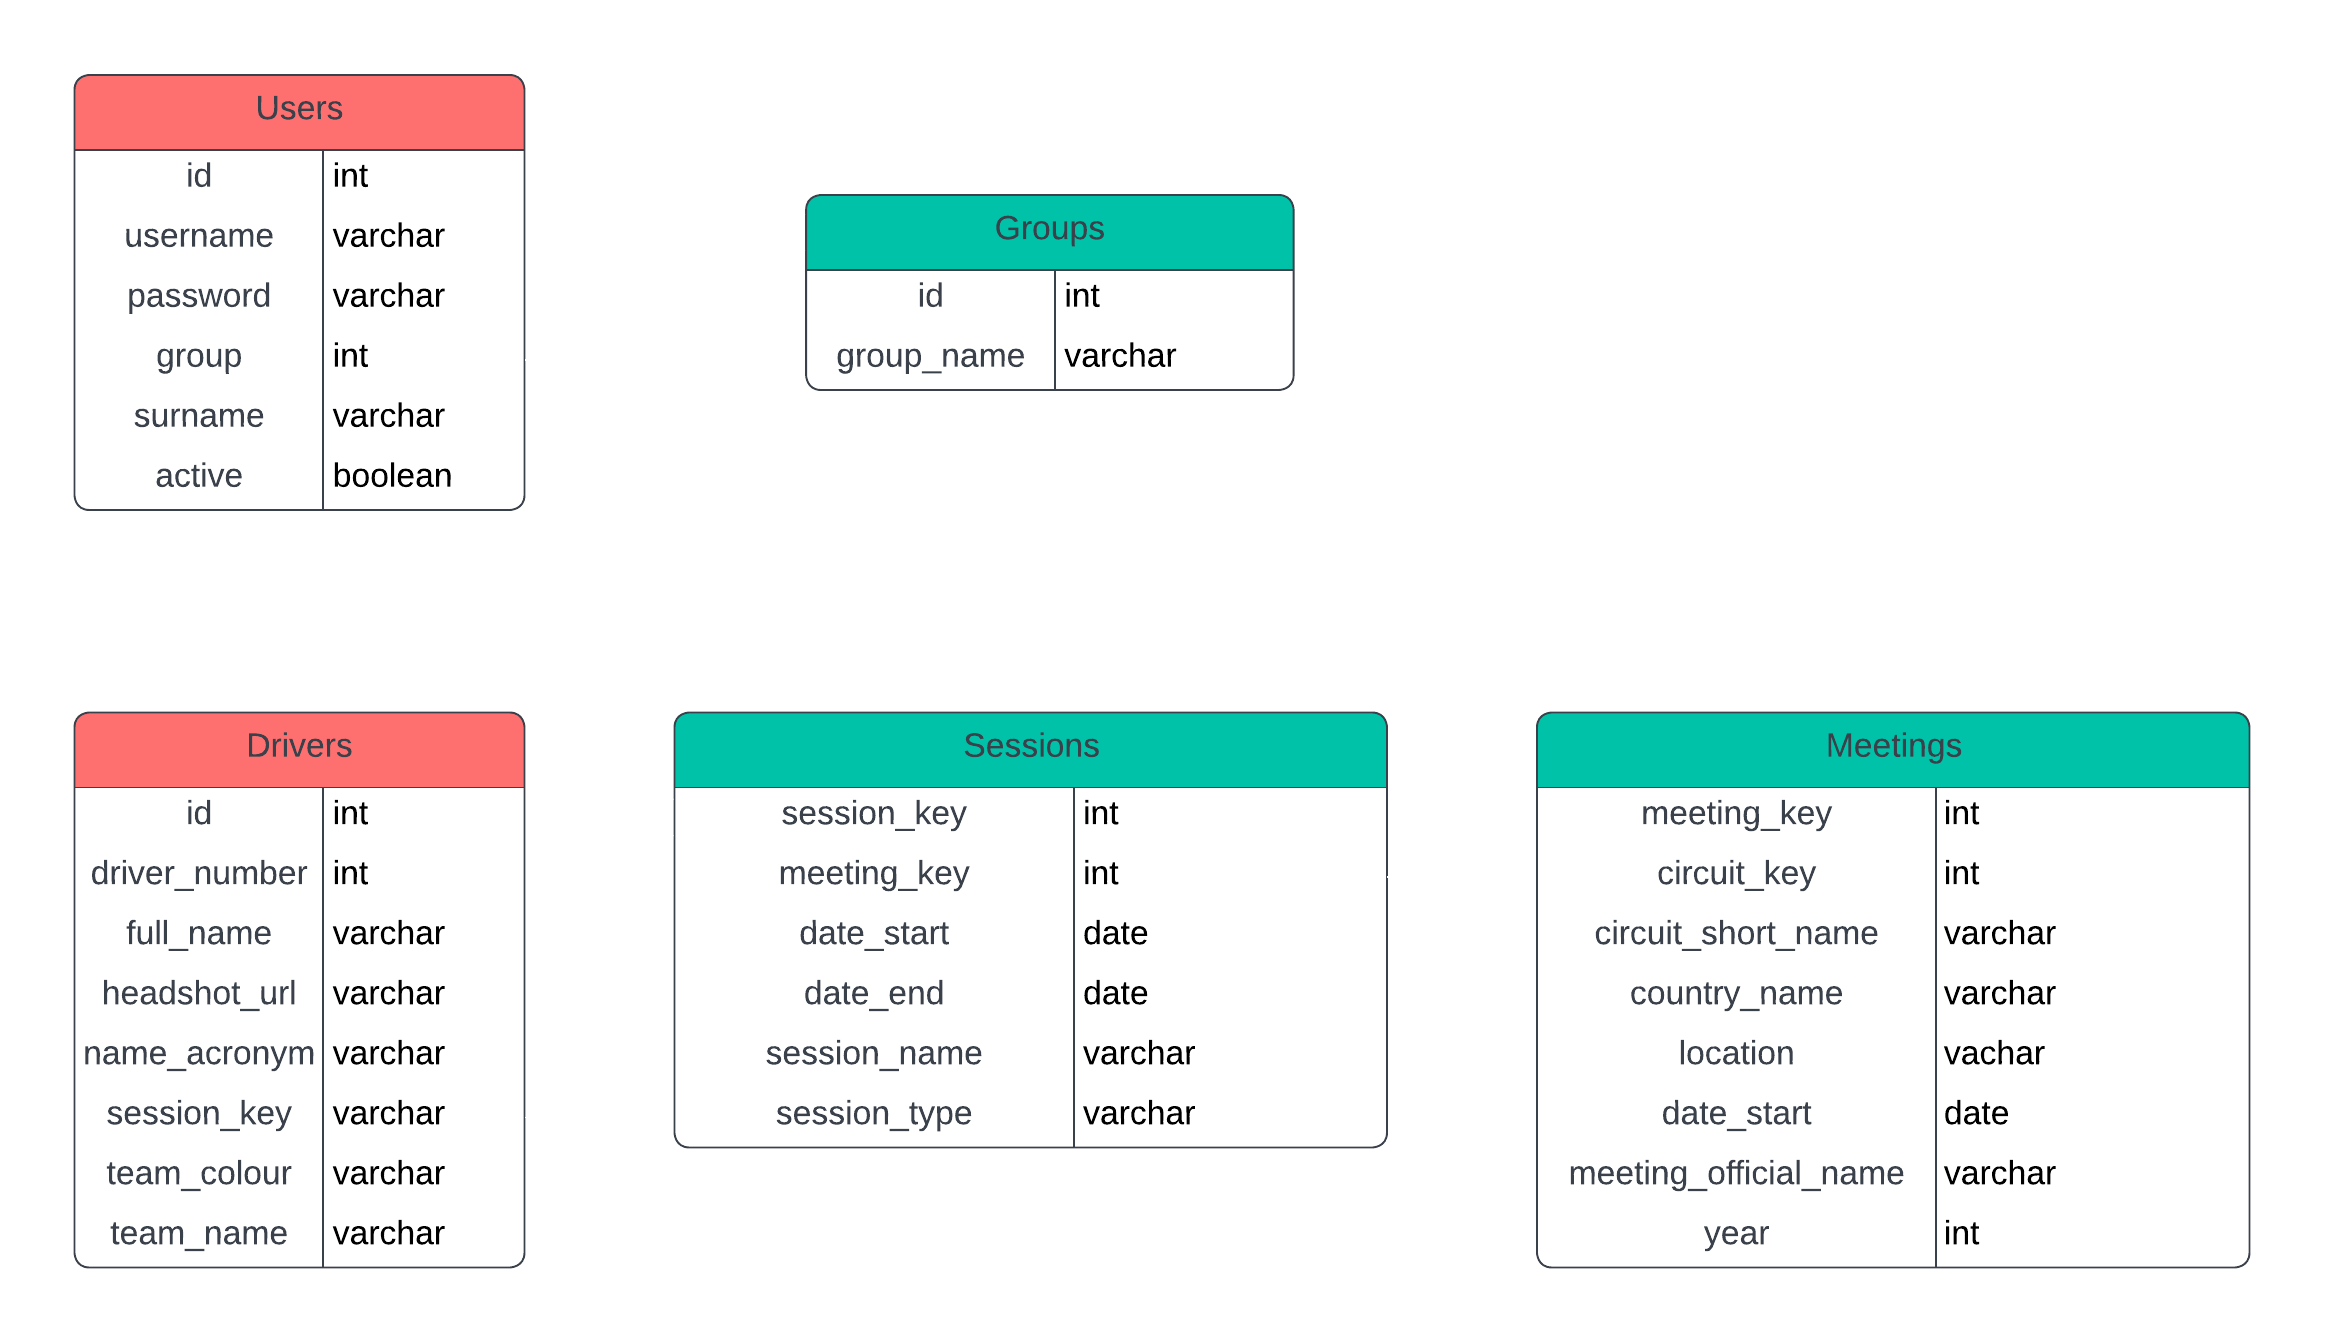 Users
id int
username varchar
password varchar
group int
surname varchar
active boolean
Groups
id int
group_name varchar
Drivers
id int
driver_number int
full_name varchar
headshot_url varchar
name_acronym varchar
session_key varchar
team_colour varchar
team_name varchar
Sessions
session_key int
meeting_key int
date_start date
date_end date
session_name varchar
session_type varchar
Meetings
meeting_key int
circuit_key int
circuit_short_name varchar
country_name varchar
location vachar
date_start date
meeting_official_name varchar
year int